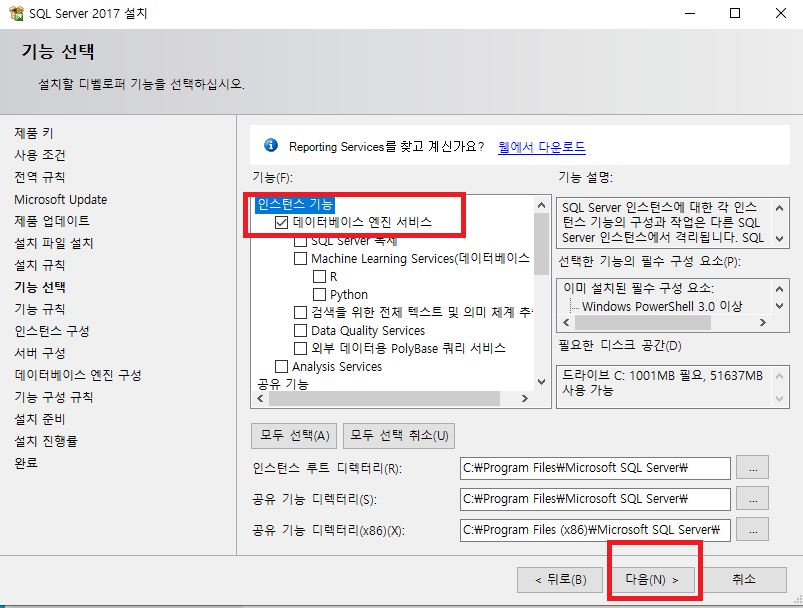 SQL Server 2017 설치
기능 선택
설치할 디벨로퍼 기능을 선택하십시오.
제품 키
사용 조건
전역 규칙
Microsoft Update
제품 업데이트
설치 파일 설치
설치 규칙
기능 선택
기능 규칙
인스턴스 구성
서버 구성
데이터베이스 엔진 구성
기능 구성 규칙
설치 준비
설치 진행률
완료
Reporting Services를 찾고 계신가요? 웹에서 다운로드
기능(F):
인스턴스 기능
데이터베이스 엔진 서비스
SQL Server 복제
Machine Learning Services(데이터베이스
R
Python
검색을 위한 전체 텍스트 및 의미 체계 추
Data Quality Services
외부 데이터용 PolyBase 쿼리 서비스
Analysis Services
공유 기능
기능 설명:
SQL Server 인스턴스에 대한 각 인스
턴스 기능의 구성과 작업은 다른 SQL
Server 인스턴스에서 격리됩니다. SQL
선택한 기능의 필수 구성 요소(P):
이미 설치된 필수 구성 요소:
Windows PowerShell 3.0 이상
필요한 디스크 공간(D)
드라이브 C: 1001MB 필요, 51637MB
사용 가능
모두 선택(A) 모두 선택 취소(U)
인스턴스 루트 디렉터리(R): C:₩Program Files₩Microsoft SQL Server₩ ...
공유 기능 디렉터리(S): C:₩Program Files₩Microsoft SQL Server₩ ...
공유 기능 디렉터리(x86)(X): C:₩Program Files (x86)₩Microsoft SQL Server₩ ...
< 뒤로(B) 다음(N) > 취소